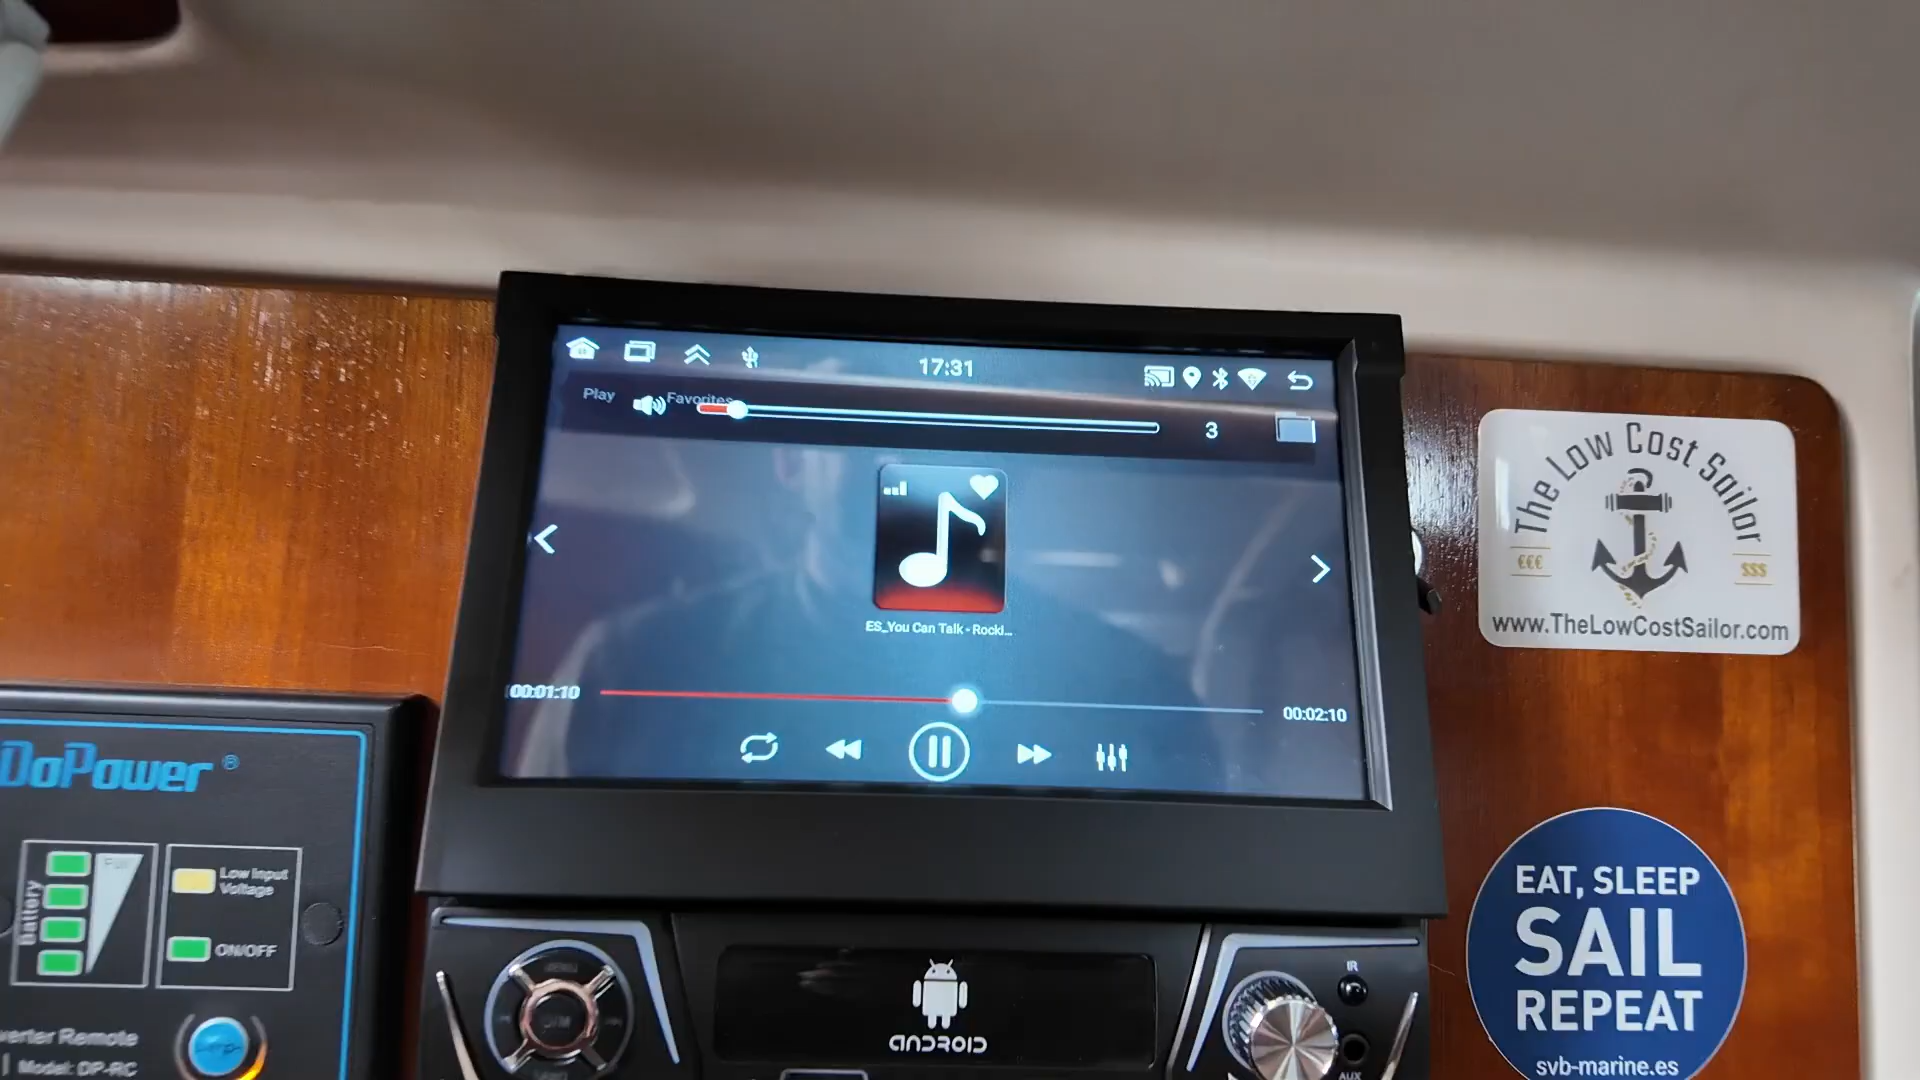 17:31
Play
Favorites
3
ES_You Can Talk - Rocki...
00:01:10
00:02:10
The Low Cost Sailor
€€€
$$$
www.TheLowCostSailor.com
DoPower ®
Battery
Low Input
Voltage
ON/OFF
verter Remote
Model: DP-RC
ANDROID
IR
AUX
EAT, SLEEP
SAIL
REPEAT
svb-marine.es